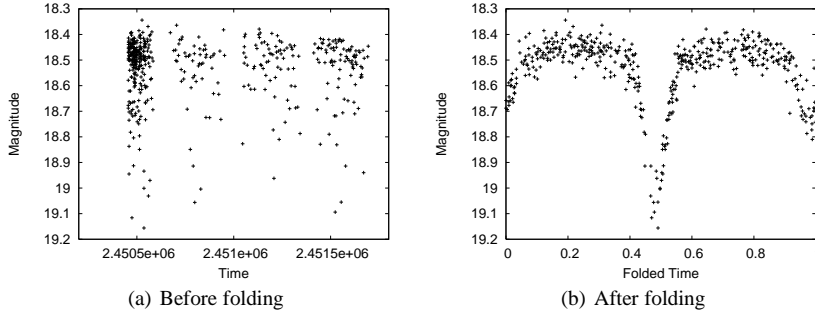 18.3
18.4
18.5
18.6
18.7
18.8
18.9
19
19.1
19.2
Magnitude
2.4505e+06
2.451e+06
2.4515e+06
Time
(a) Before folding
18.3
18.4
18.5
18.6
18.7
18.8
18.9
19
19.1
19.2
Magnitude
0
0.2
0.4
0.6
0.8
Folded Time
(b) After folding